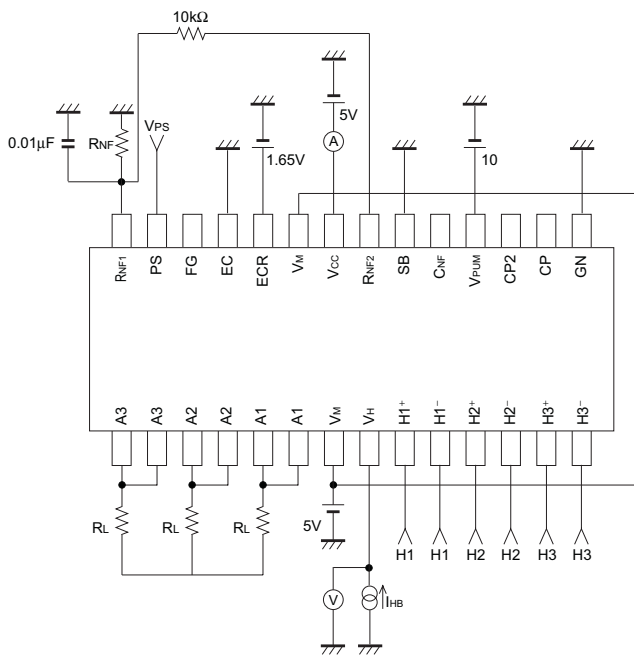 10kΩ
0.01µF
RNF
VPS
1.65V
5V
A
10
RNF1
PS
FG
EC
ECR
VM
VCC
RNF2
SB
CNF
VPUM
CP2
CP
GN
A3
A3
A2
A2
A1
A1
VM
VH
H1+
H1−
H2+
H2−
H3+
H3−
RL
RL
RL
5V
H1
H1
H2
H2
H3
H3
V
IHB